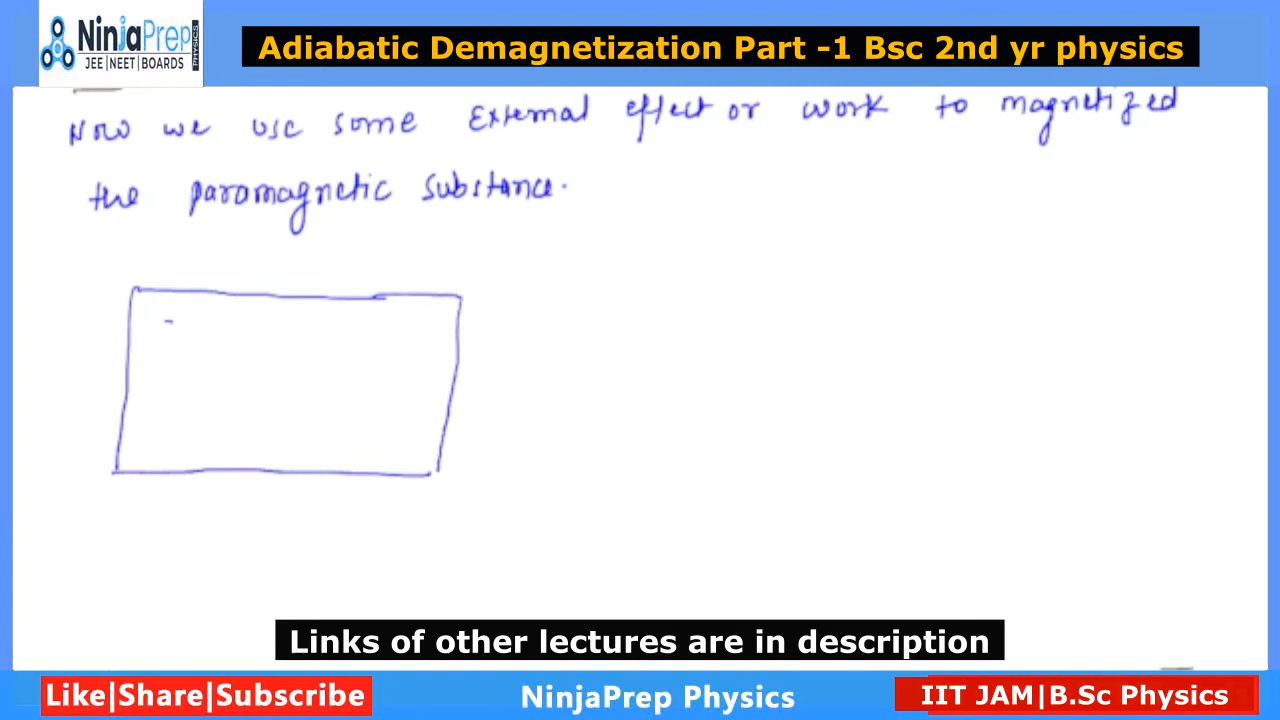 NinjaPrep
PHYSICS
JEE|NEET|BOARDS
Adiabatic Demagnetization Part -1 Bsc 2nd yr physics
Now we use some External effect or work to magnetized
the paramagnetic substance.
Links of other lectures are in description
Like|Share|Subscribe
NinjaPrep Physics
IIT JAM|B.Sc Physics